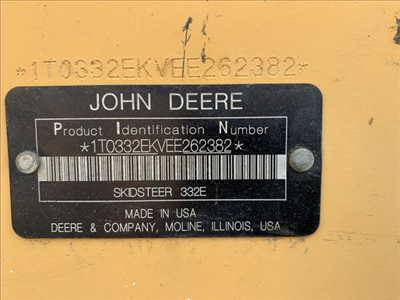 *1T0332EKVEE262382*
JOHN DEERE
Product Identification Number
*1T0332EKVEE262382*
SKIDSTEER 332E
MADE IN USA
DEERE & COMPANY, MOLINE, ILLINOIS, USA